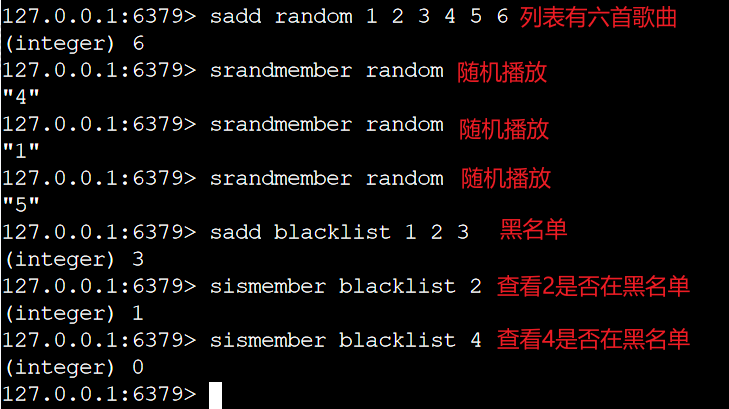 127.0.0.1:6379> sadd random 1 2 3 4 5 6 列表有六首歌曲
(integer) 6
127.0.0.1:6379> srandmember random 随机播放
"4"
127.0.0.1:6379> srandmember random 随机播放
"1"
127.0.0.1:6379> srandmember random 随机播放
"5"
127.0.0.1:6379> sadd blacklist 1 2 3 黑名单
(integer) 3
127.0.0.1:6379> sismember blacklist 2 查看2是否在黑名单
(integer) 1
127.0.0.1:6379> sismember blacklist 4 查看4是否在黑名单
(integer) 0
127.0.0.1:6379>